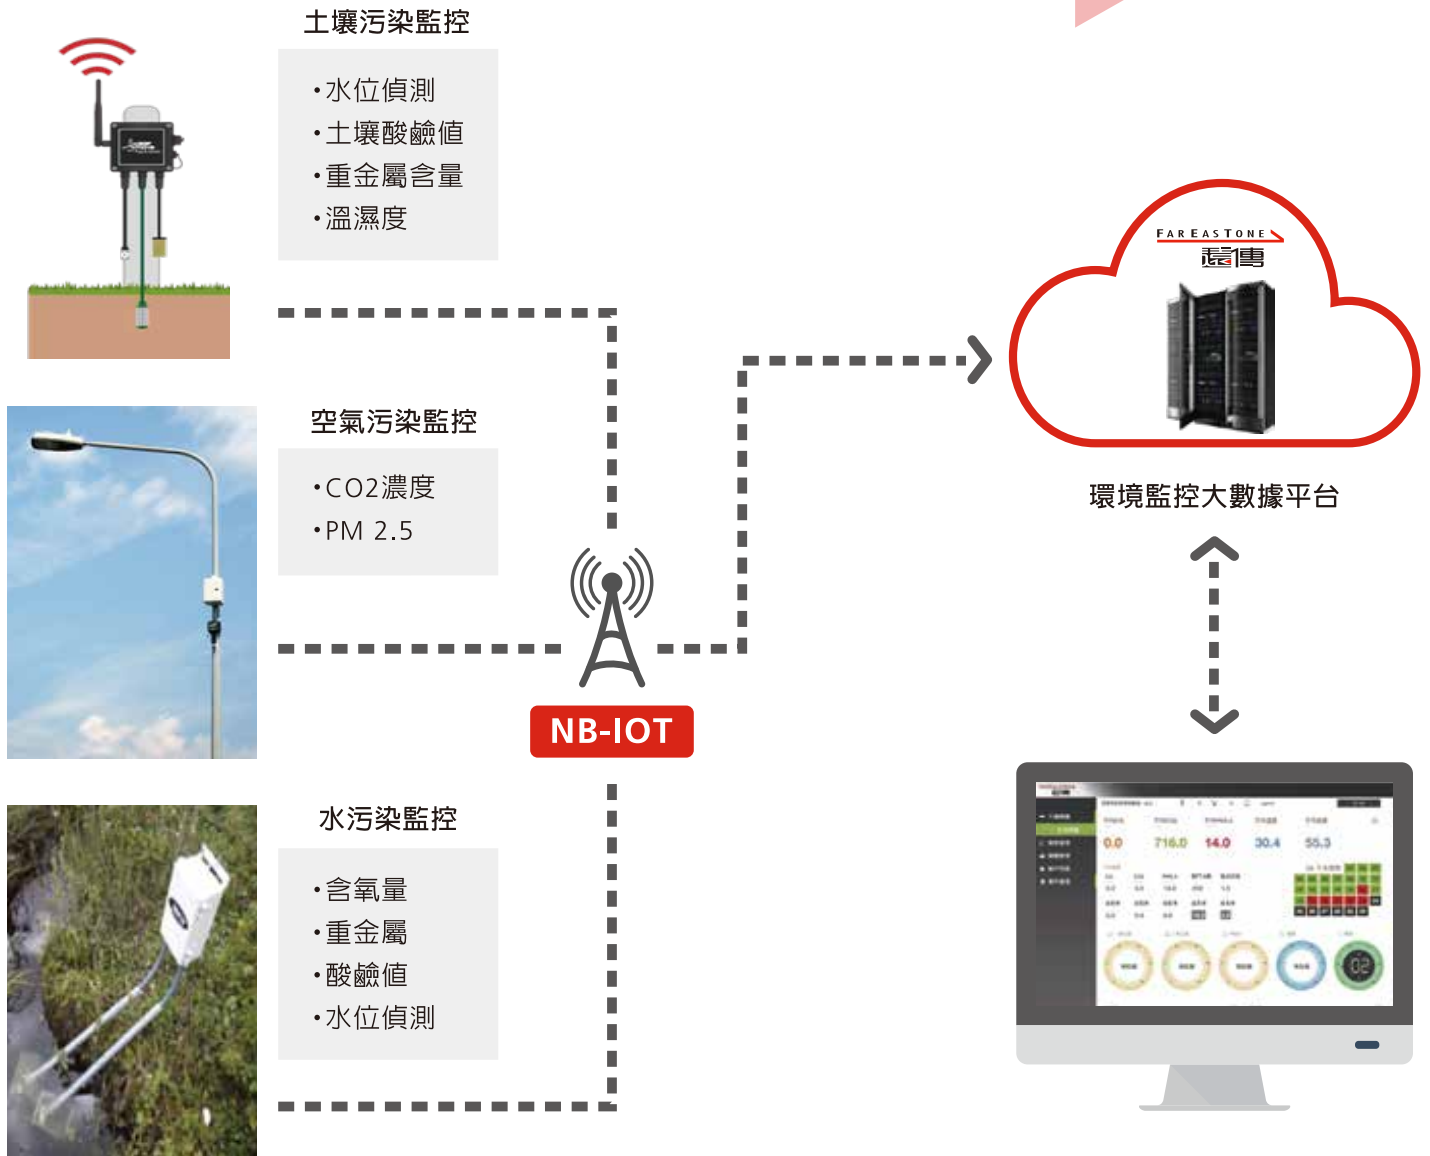 土壤污染監控
・水位偵測
・土壤酸鹼值
・重金屬含量
・溫濕度
空氣污染監控
・CO2濃度
・PM 2.5
NB-IOT
水污染監控
・含氧量
・重金屬
・酸鹼值
・水位偵測
FAREASTONE
遠傳
環境監控大數據平台
0.0 716.0 14.0 30.4 55.3
02